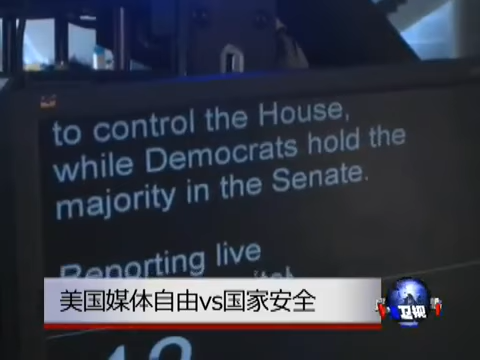 to control the House,
while Democrats hold the
majority in the Senate.
Reporting live
美国媒体自由vs国家安全
卫视